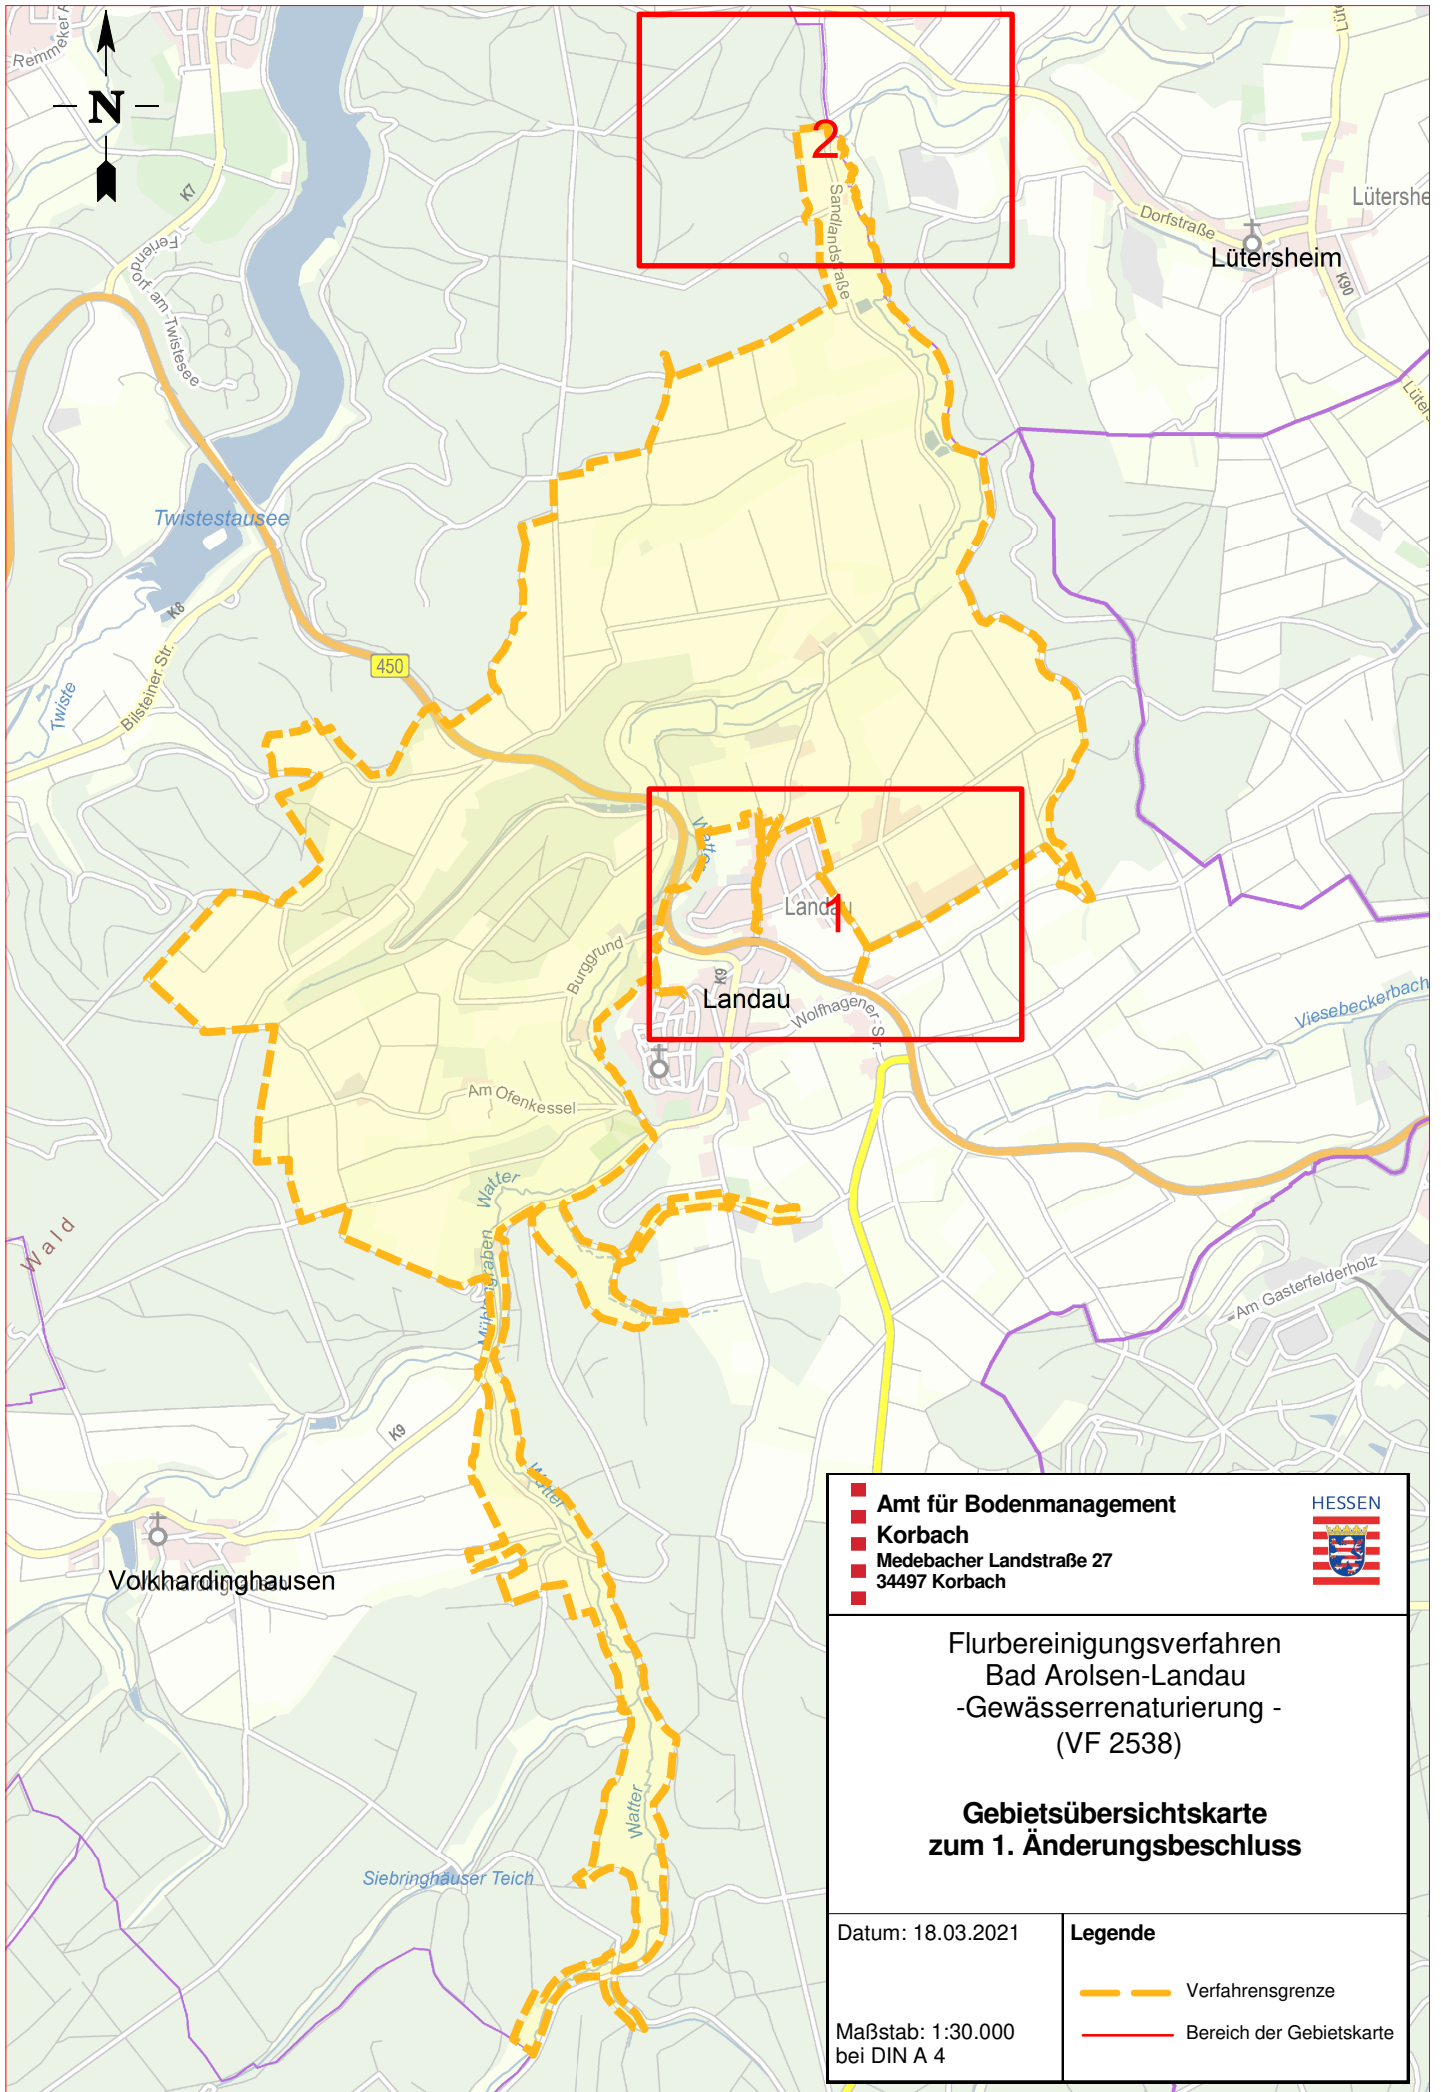 Remmeker
N
K7
Feriendorf am Twistesee
2
Sandlandstraße
Dorfstraße
Lütershe
Lütersheim
K90
Lüters
Twistestausee
K8
Bilsteiner Str.
Twiste
450
Watter
Landau
1
Burggrund
K9
Landau
Wolfhagener Str.
Viesebeckerbach
Am Ofenkessel
Watter
Mühlengraben
Wald
Am Gasterfelderholz
K9
Watter
Volkhardinghausen
Volkhardinghausen
Watter
Siebringhäuser Teich
Amt für Bodenmanagement
Korbach
Medebacher Landstraße 27
34497 Korbach
HESSEN
Flurbereinigungsverfahren
Bad Arolsen-Landau
-Gewässerrenaturierung -
(VF 2538)
Gebietsübersichtskarte
zum 1. Änderungsbeschluss
Datum: 18.03.2021
Maßstab: 1:30.000
bei DIN A 4
Legende
Verfahrensgrenze
Bereich der Gebietskarte